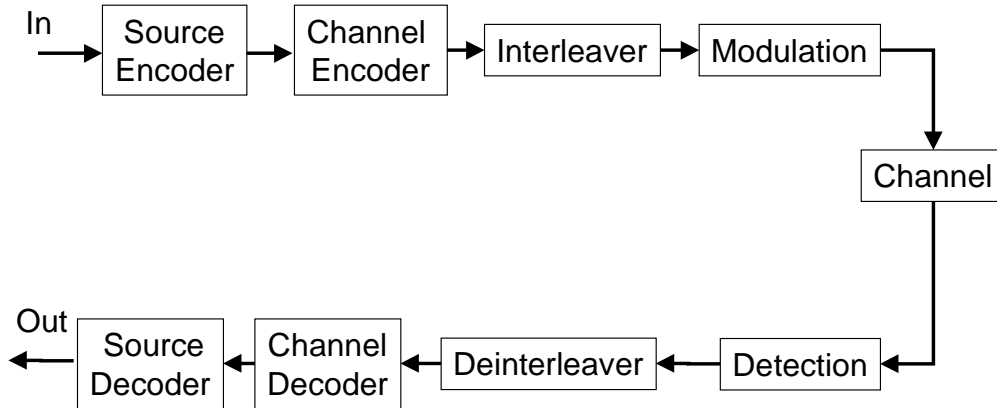 In
Source
Encoder
Channel
Encoder
Interleaver
Modulation
Channel
Out
Source
Decoder
Channel
Decoder
Deinterleaver
Detection